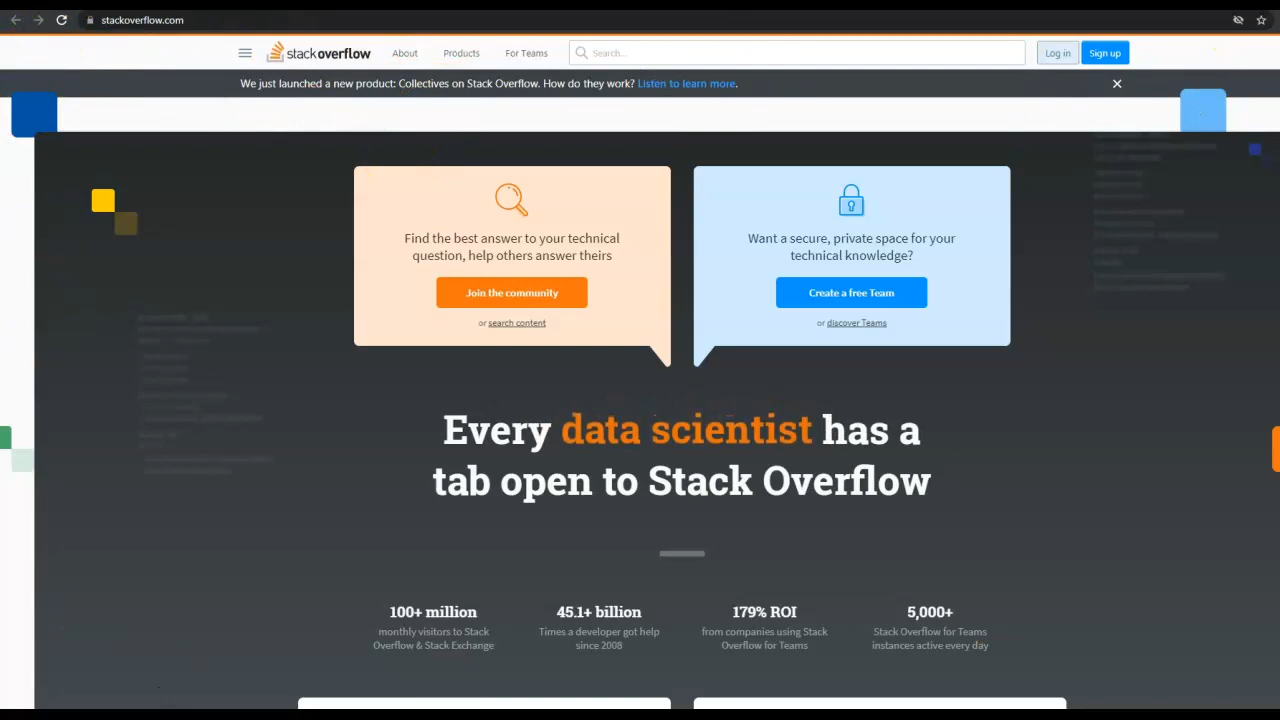 stackoverflow.com
stackoverflow About Products For Teams Search... Log in Sign up
We just launched a new product: Collectives on Stack Overflow. How do they work? Listen to learn more.
Find the best answer to your technical
question, help others answer theirs
Join the community
or search content
Want a secure, private space for your
technical knowledge?
Create a free Team
or discover Teams
Every data scientist has a
tab open to Stack Overflow
100+ million
monthly visitors to Stack
Overflow & Stack Exchange
45.1+ billion
Times a developer got help
since 2008
179% ROI
from companies using Stack
Overflow for Teams
5,000+
Stack Overflow for Teams
instances active every day